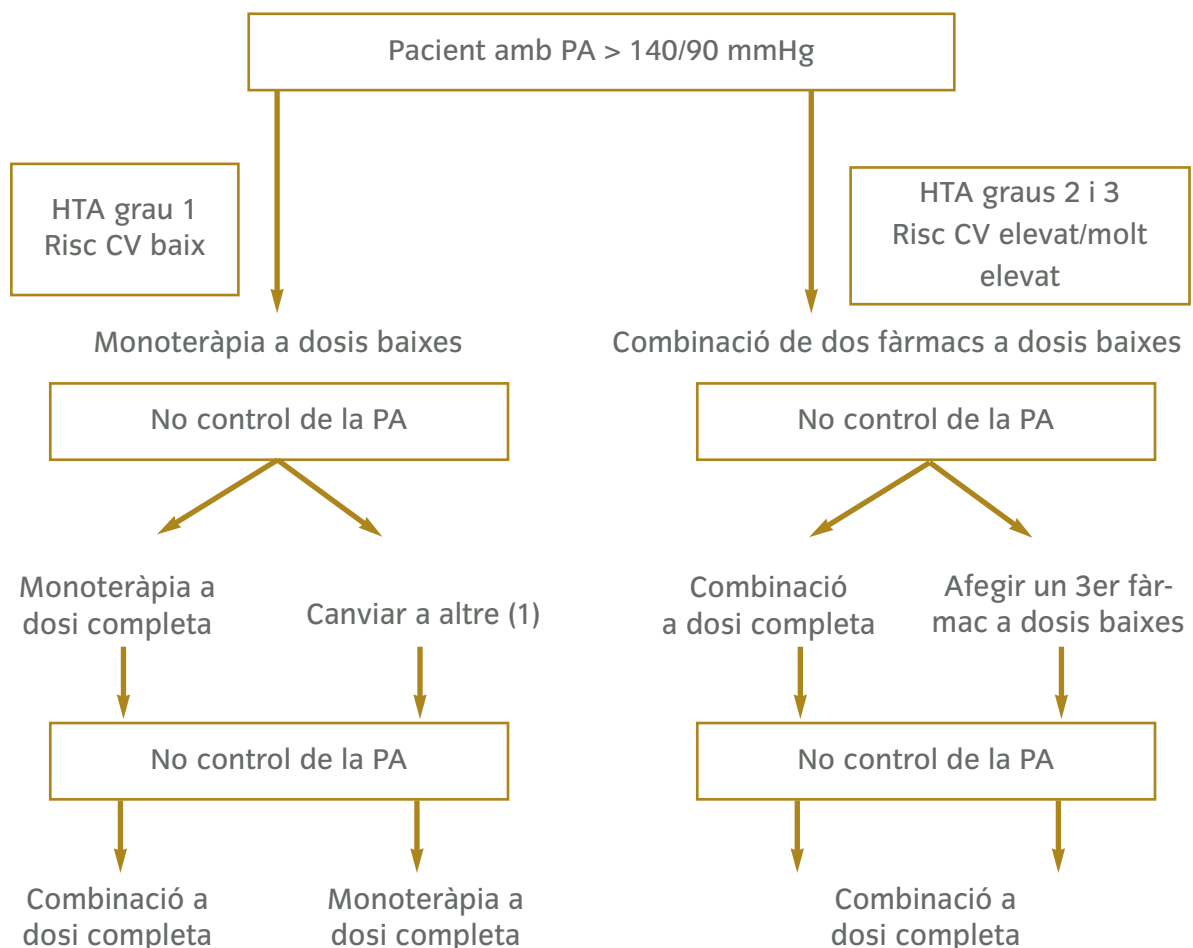 Pacient amb PA > 140/90 mmHg
HTA grau 1
Risc CV baix
HTA graus 2 i 3
Risc CV elevat/molt
elevat
Monoteràpia a dosis baixes
Combinació de dos fàrmacs a dosis baixes
No control de la PA
No control de la PA
Monoteràpia a
dosi completa
Canviar a altre (1)
Combinació
a dosi completa
Afegir un 3er fàr-
mac a dosis baixes
No control de la PA
No control de la PA
Combinació a
dosi completa
Monoteràpia a
dosi completa
Combinació a
dosi completa